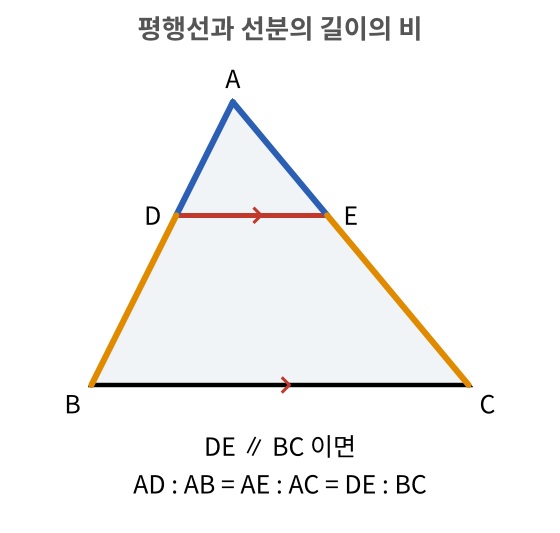 평행선과 선분의 길이의 비
A
D
E
B
C
DE ⫽ BC 이면
AD : AB = AE : AC = DE : BC